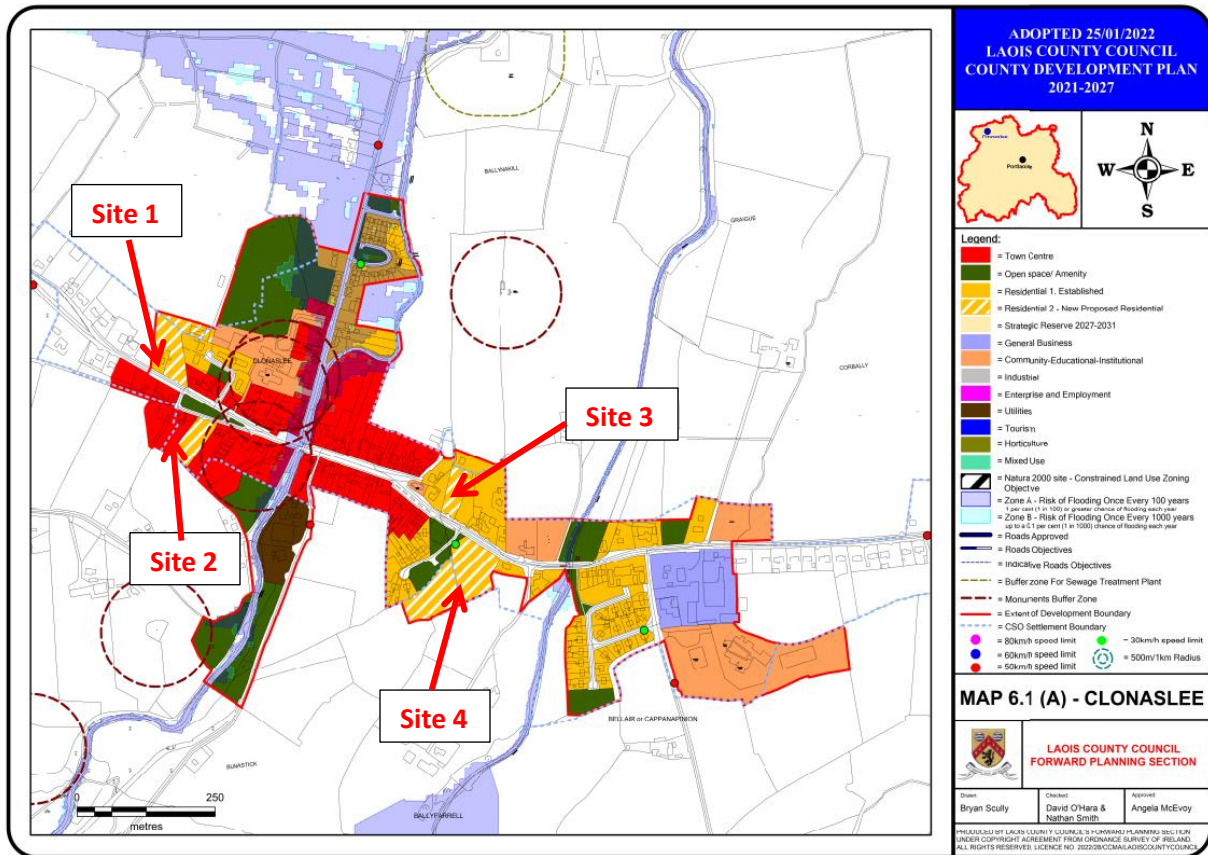 ADOPTED 25/01/2022
LAOIS COUNTY COUNCIL
COUNTY DEVELOPMENT PLAN
2021-2027
Portlaoise
N
W
E
S
Site 1
Site 2
Site 3
Site 4
BALLYNAKILL
GRAIGUE
CORBALLY
CLONASLEE
BELLAIR or CAPPANAPINION
BUNASTICK
BALLYFARRELL
0
250
metres
Legend:
= Town Centre
= Open space/ Amenity
= Residential 1. Established
= Residential 2 - New Proposed Residential
= Strategic Reserve 2027-2031
= General Business
= Community-Educational-Institutional
= Industrial
= Enterprise and Employment
= Utilities
= Tourism
= Horticulture
= Mixed Use
= Natura 2000 site - Constrained Land Use Zoning
Objective
= Zone A - Risk of Flooding Once Every 100 years
1 per cent (1 in 100) or greater chance of flooding each year
= Zone B - Risk of Flooding Once Every 1000 years
up to a 0.1 per cent (1 in 1000) chance of flooding each year
= Roads Approved
= Roads Objectives
= Indicative Roads Objectives
= Buffer zone For Sewage Treatment Plant
= Monuments Buffer Zone
= Extent of Development Boundary
= CSO Settlement Boundary
= 80km/h speed limit
= 30km/h speed limit
= 60km/h speed limit
= 500m/1km Radius
= 50km/h speed limit
MAP 6.1 (A) - CLONASLEE
LAOIS COUNTY COUNCIL
FORWARD PLANNING SECTION
Drawn
Bryan Scully
Checked
David O'Hara &
Nathan Smith
Approved
Angela McEvoy
PRODUCED BY LAOIS COUNTY COUNCIL'S FORWARD PLANNING SECTION
UNDER COPYRIGHT AGREEMENT FROM ORDNANCE SURVEY OF IRELAND.
ALL RIGHTS RESERVED, LICENCE NO. 2022/28/CCMA/LAOISCOUNTYCOUNCIL